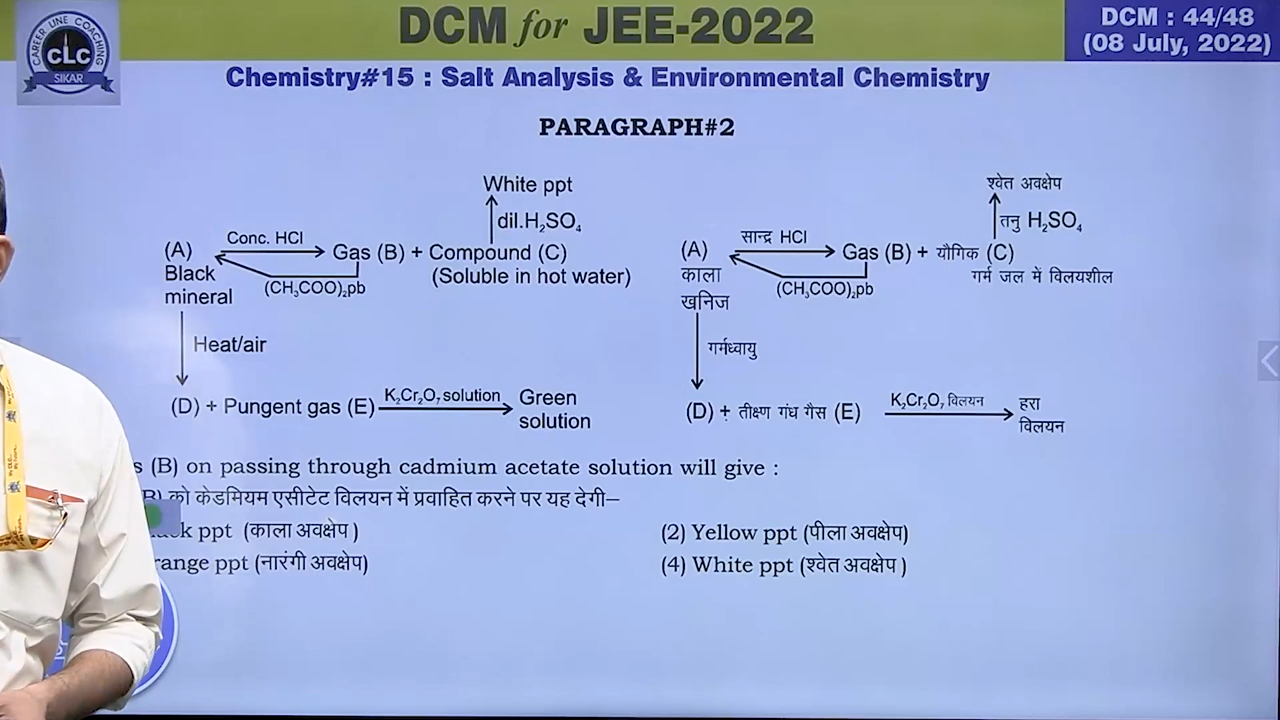 DCM for JEE-2022
DCM : 44/48
(08 July, 2022)
CAREER LINE COACHING
CLC
SIKAR
Chemistry#15 : Salt Analysis & Environmental Chemistry
PARAGRAPH#2
White ppt
dil.H₂SO₄
(A)
Conc. HCl
Gas (B) + Compound (C)
Black
mineral
(CH₃COO)₂pb
(Soluble in hot water)
Heat/air
(D) + Pungent gas (E)
K₂Cr₂O₇ solution
Green
solution
श्वेत अवक्षेप
तनु H₂SO₄
(A)
सान्द्र HCl
Gas (B) + यौगिक (C)
काला
खनिज
(CH₃COO)₂pb
गर्म जल में विलयशील
गर्मध्वायु
(D) + तीक्ष्ण गंध गैस (E)
K₂Cr₂O₇ विलयन
हरा
विलयन
s (B) on passing through cadmium acetate solution will give :
B) को केडमियम एसीटेट विलयन में प्रवाहित करने पर यह देगी–
ack ppt (काला अवक्षेप )
(2) Yellow ppt (पीला अवक्षेप)
range ppt (नारंगी अवक्षेप)
(4) White ppt (श्वेत अवक्षेप )